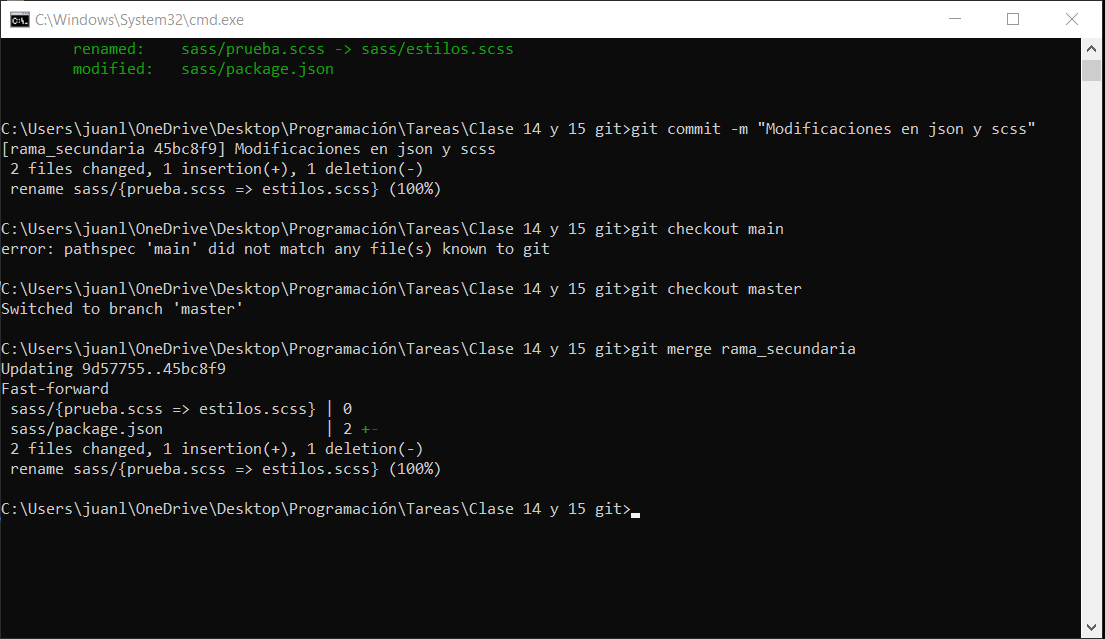 C:\Windows\System32\cmd.exe
renamed: sass/prueba.scss -> sass/estilos.scss
modified: sass/package.json
C:\Users\juanl\OneDrive\Desktop\Programación\Tareas\Clase 14 y 15 git>git commit -m "Modificaciones en json y scss"
[rama_secundaria 45bc8f9] Modificaciones en json y scss
2 files changed, 1 insertion(+), 1 deletion(-)
rename sass/{prueba.scss => estilos.scss} (100%)
C:\Users\juanl\OneDrive\Desktop\Programación\Tareas\Clase 14 y 15 git>git checkout main
error: pathspec 'main' did not match any file(s) known to git
C:\Users\juanl\OneDrive\Desktop\Programación\Tareas\Clase 14 y 15 git>git checkout master
Switched to branch 'master'
C:\Users\juanl\OneDrive\Desktop\Programación\Tareas\Clase 14 y 15 git>git merge rama_secundaria
Updating 9d57755..45bc8f9
Fast-forward
sass/{prueba.scss => estilos.scss} | 0
sass/package.json | 2 +-
2 files changed, 1 insertion(+), 1 deletion(-)
rename sass/{prueba.scss => estilos.scss} (100%)
C:\Users\juanl\OneDrive\Desktop\Programación\Tareas\Clase 14 y 15 git>